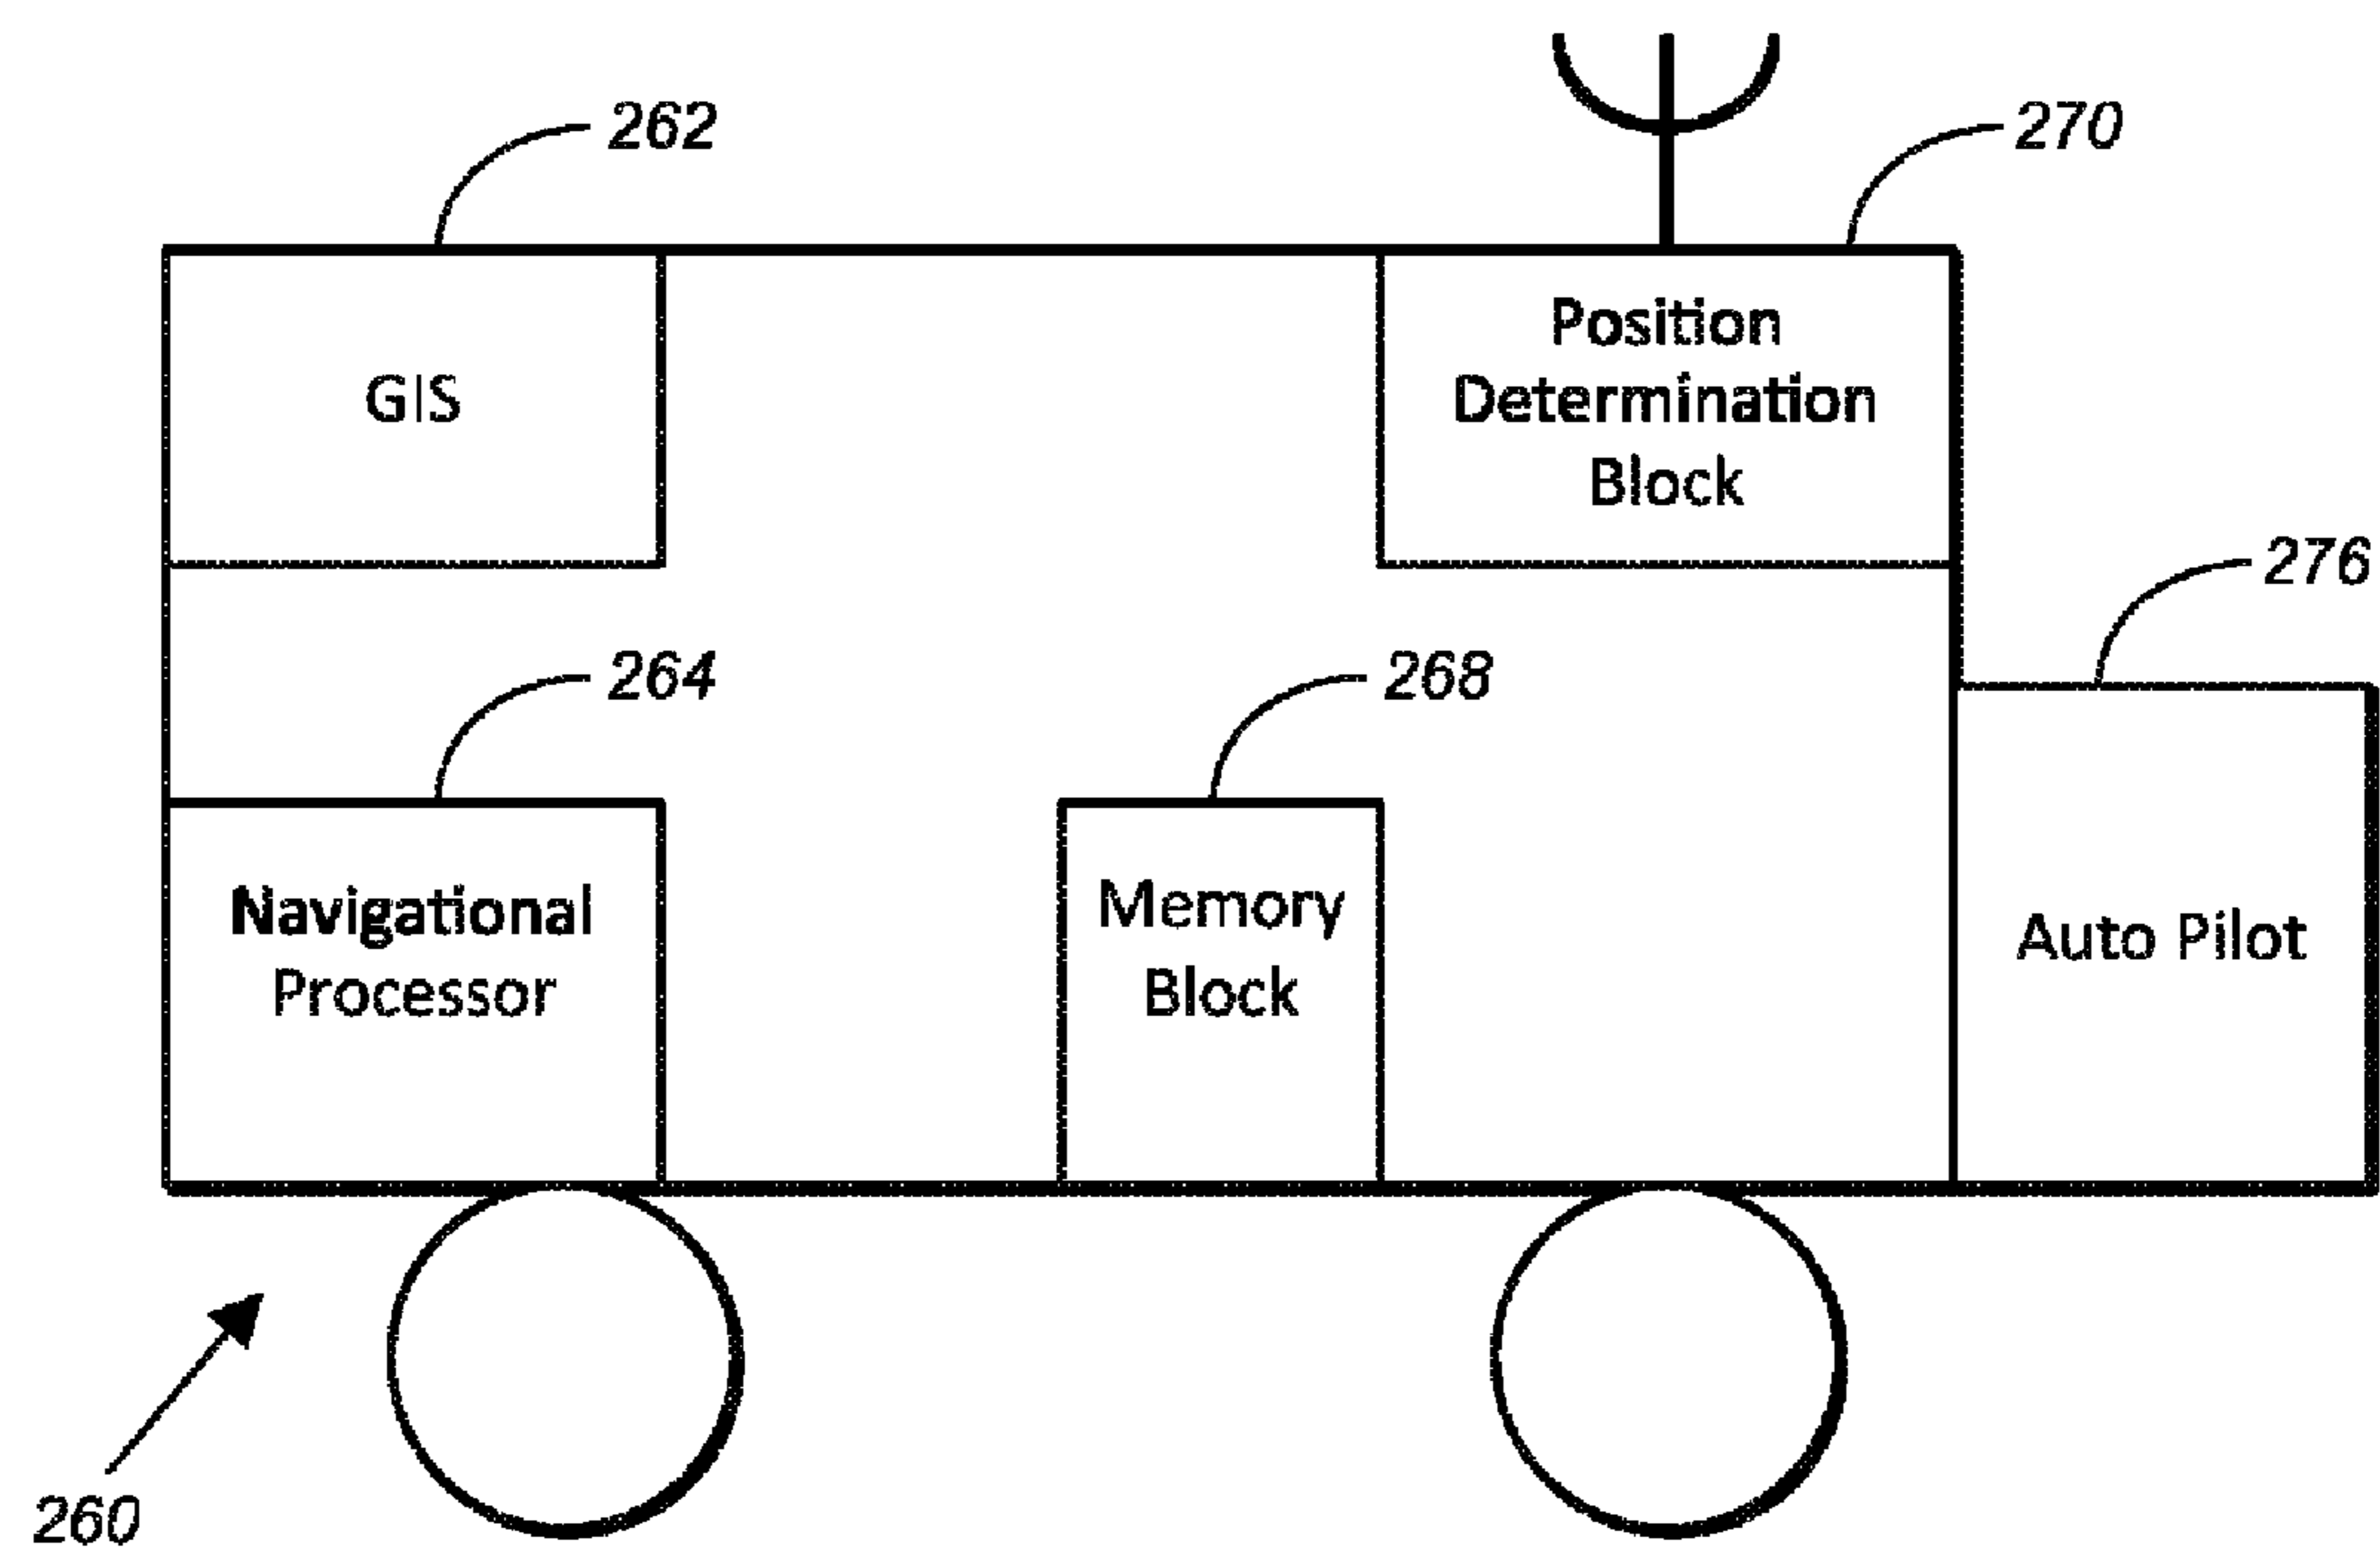 262
270
GIS
Position
Determination
Block
276
264
268
Navigational
Processor
Memory
Block
Auto Pilot
260